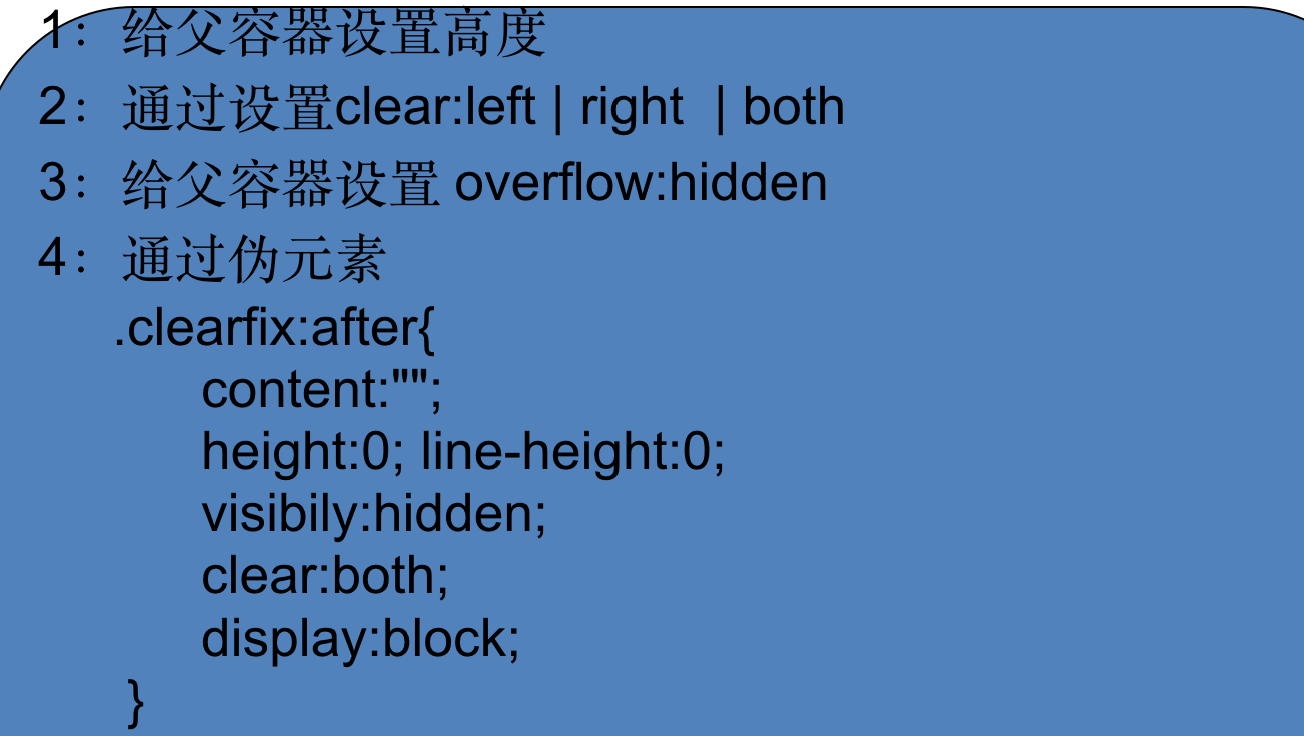 1：给父容器设置高度
2：通过设置clear:left | right  | both
3：给父容器设置 overflow:hidden
4：通过伪元素
.clearfix:after{
content:"";
height:0; line-height:0;
visibily:hidden;
clear:both;
display:block;
}